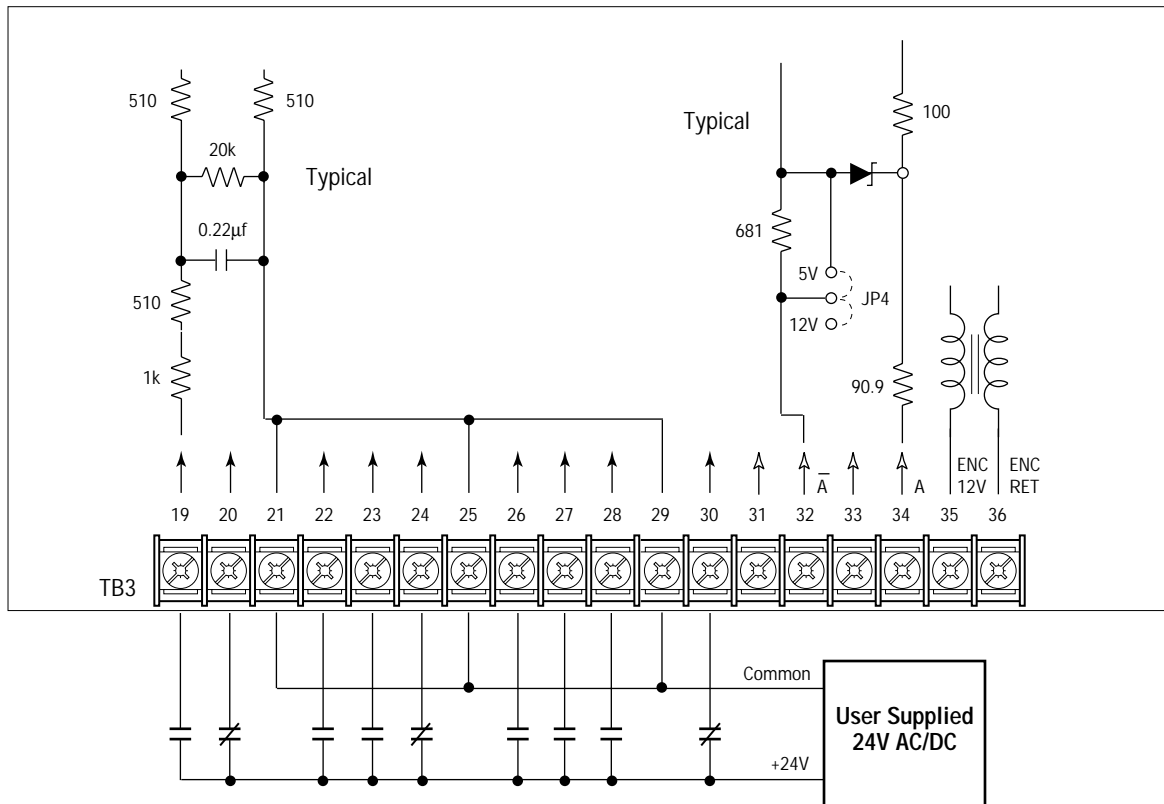 510
510
100
Typical
20k
Typical
0.22µf
681
5V
510
JP4
12V
1k
90.9
A̅
A
ENC
12V
ENC
RET
19 20 21 22 23 24 25 26 27 28 29 30 31 32 33 34 35 36
TB3
Common
User Supplied
24V AC/DC
+24V